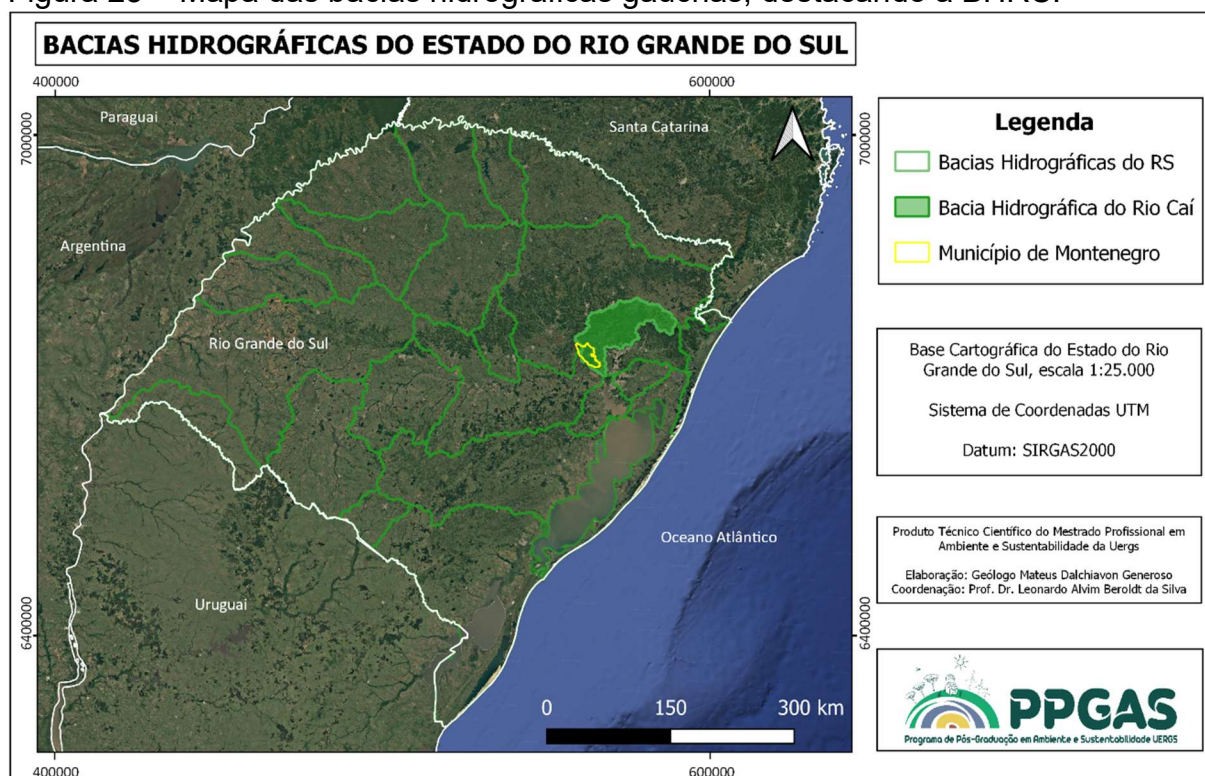 Figura 23 – Mapa das bacias hidrográficas gaúchas, destacando a BHRC.
BACIAS HIDROGRÁFICAS DO ESTADO DO RIO GRANDE DO SUL
400000
600000
7000000
Paraguai
Santa Catarina
7000000
Argentina
Rio Grande do Sul
Oceano Atlântico
Uruguai
6400000
6400000
0 150 300 km
400000
600000
Legenda
Bacias Hidrográficas do RS
Bacia Hidrográfica do Rio Caí
Município de Montenegro
Base Cartográfica do Estado do Rio
Grande do Sul, escala 1:25.000
Sistema de Coordenadas UTM
Datum: SIRGAS2000
Produto Técnico Científico do Mestrado Profissional em
Ambiente e Sustentabilidade da Uergs
Elaboração: Geólogo Mateus Dalchiavon Generoso
Coordenação: Prof. Dr. Leonardo Alvim Beroldt da Silva
PPGAS
Programa de Pós-Graduação em Ambiente e Sustentabilidade UERGS